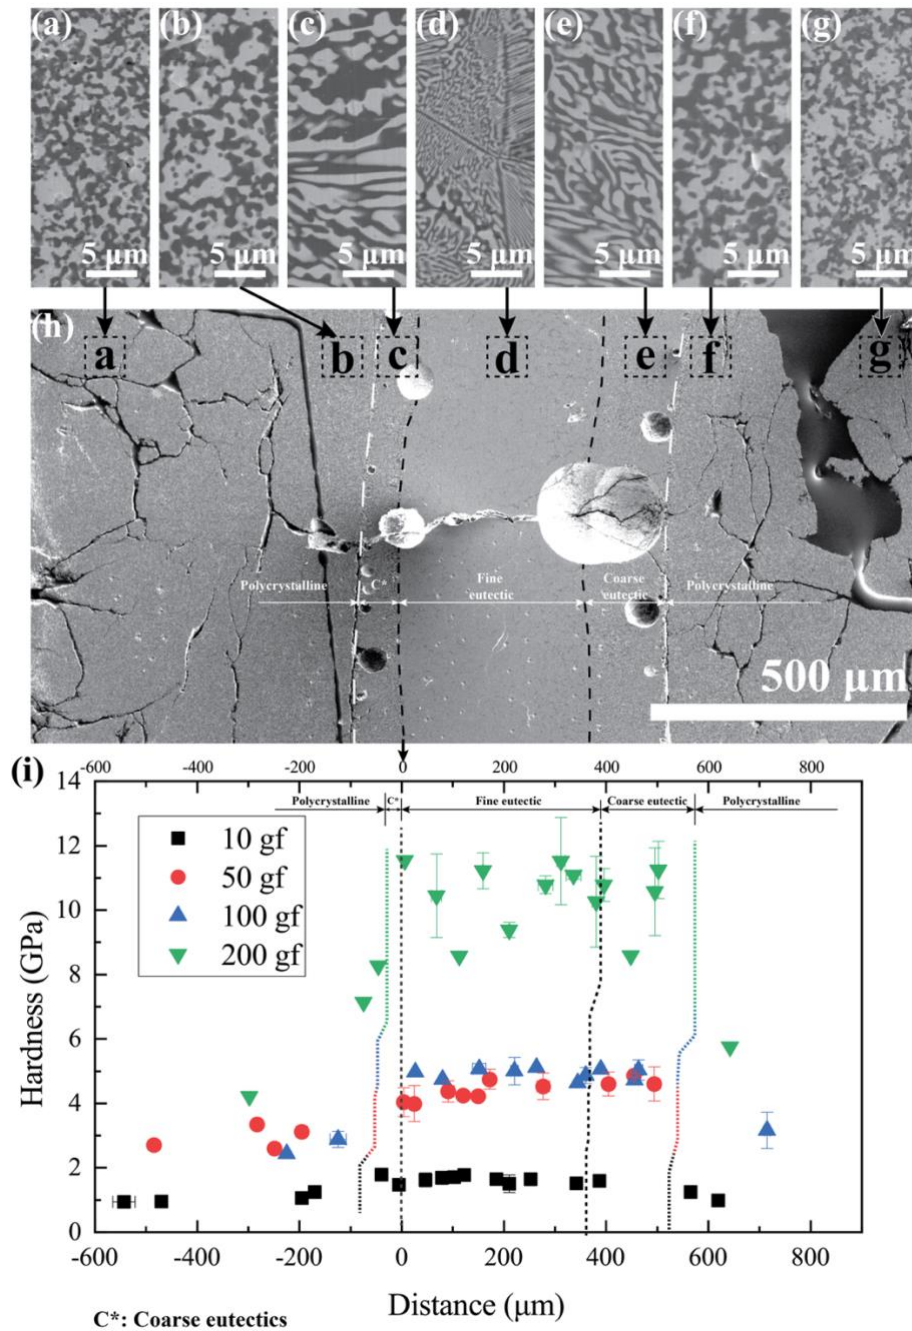 (a) (b) (c) (d) (e) (f) (g)
5 μm 5 μm 5 μm 5 μm 5 μm 5 μm 5 μm
(h)
a b c d e f g
Polycrystalline C* Fine eutectic Coarse eutectic Polycrystalline
500 μm
(i)
-600 -400 -200 0 200 400 600 800
Polycrystalline C* Fine eutectic Coarse eutectic Polycrystalline
14
12
10
8
6
4
2
0
10 gf
50 gf
100 gf
200 gf
Hardness (GPa)
-600 -400 -200 0 200 400 600 800
Distance (μm)
C*: Coarse eutectics